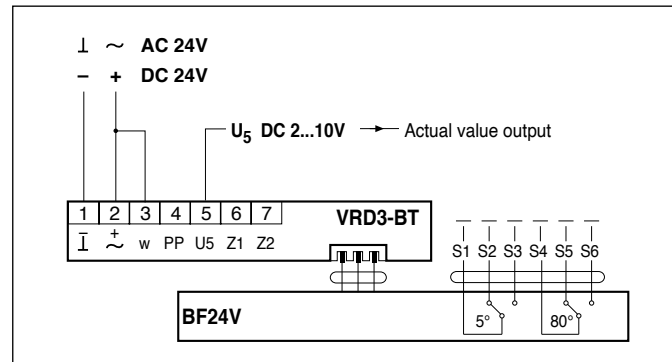 ⊥ ~ AC 24V
– + DC 24V
U5 DC 2...10V Actual value output
1 2 3 4 5 6 7 VRD3-BT
⊥ ~ w PP U5 Z1 Z2
– +
S1 S2 S3 S4 S5 S6
BF24V 5° 80°